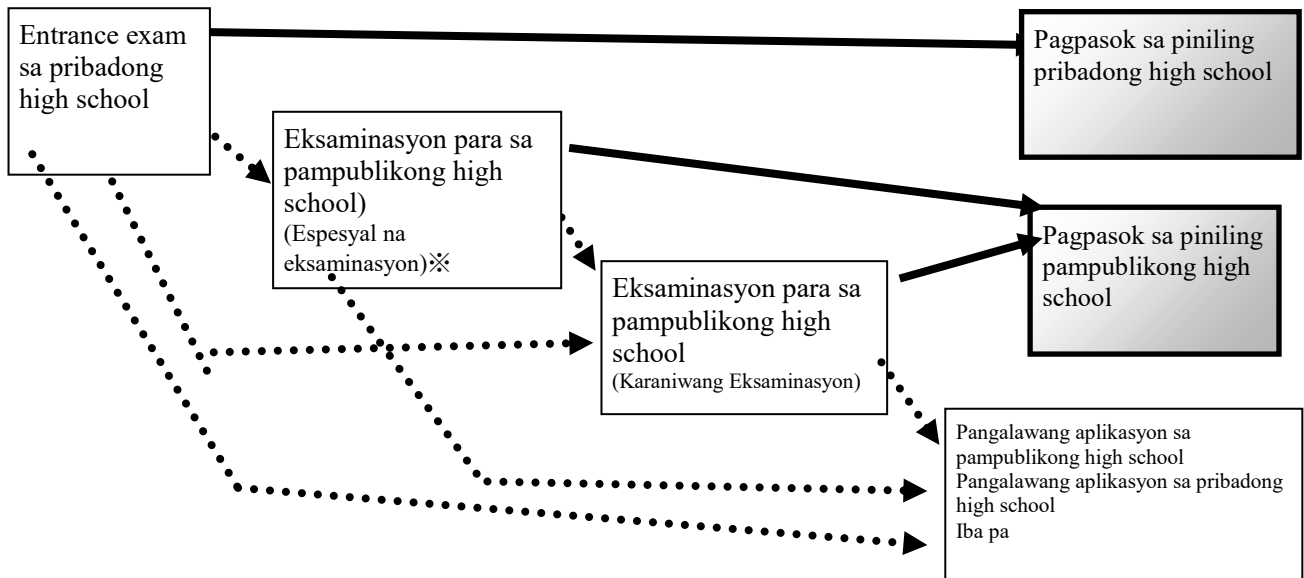 Entrance exam
sa pribadong
high school
Pagpasok sa piniling
pribadong high school
Eksaminasyon para sa
pampublikong high
school)
(Espesyal na
eksaminasyon)※
Pagpasok sa piniling
pampublikong high
school
Eksaminasyon para sa
pampublikong high
school
(Karaniwang Eksaminasyon)
Pangalawang aplikasyon sa
pampublikong high school
Pangalawang aplikasyon sa pribadong
high school
Iba pa